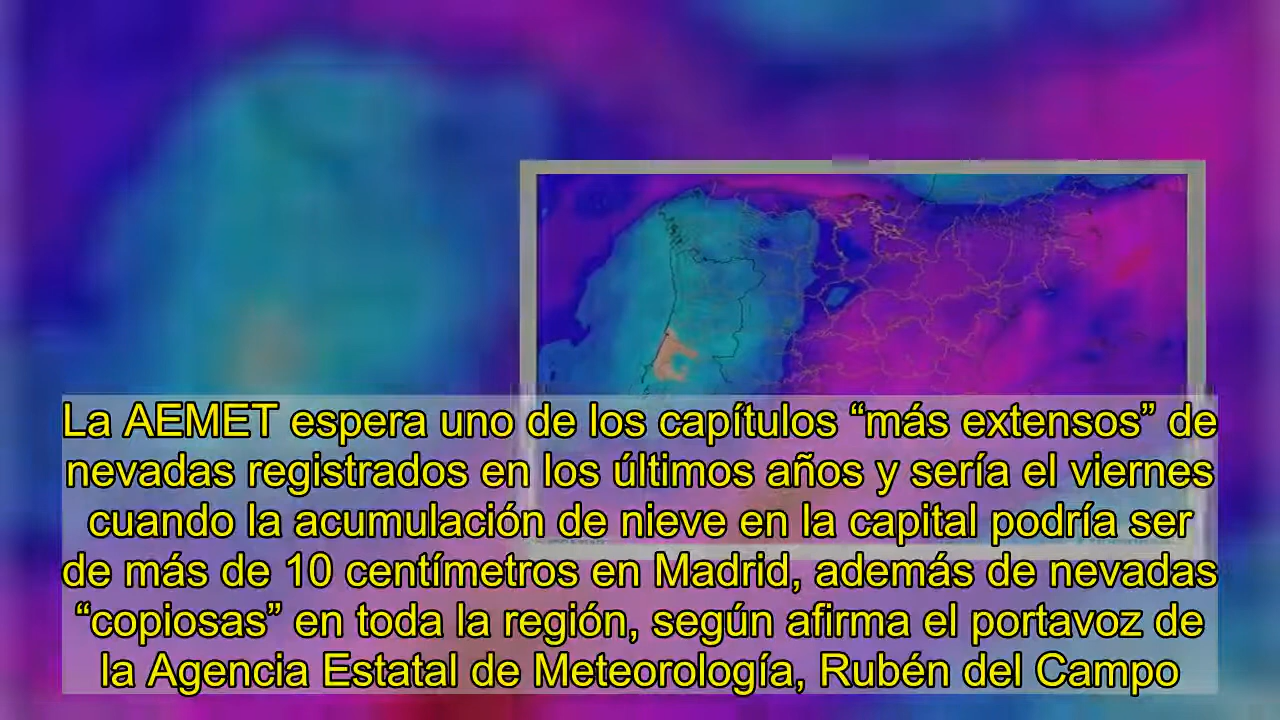 La AEMET espera uno de los capítulos “más extensos” de
nevadas registrados en los últimos años y sería el viernes
cuando la acumulación de nieve en la capital podría ser
de más de 10 centímetros en Madrid, además de nevadas
“copiosas” en toda la región, según afirma el portavoz de
la Agencia Estatal de Meteorología, Rubén del Campo